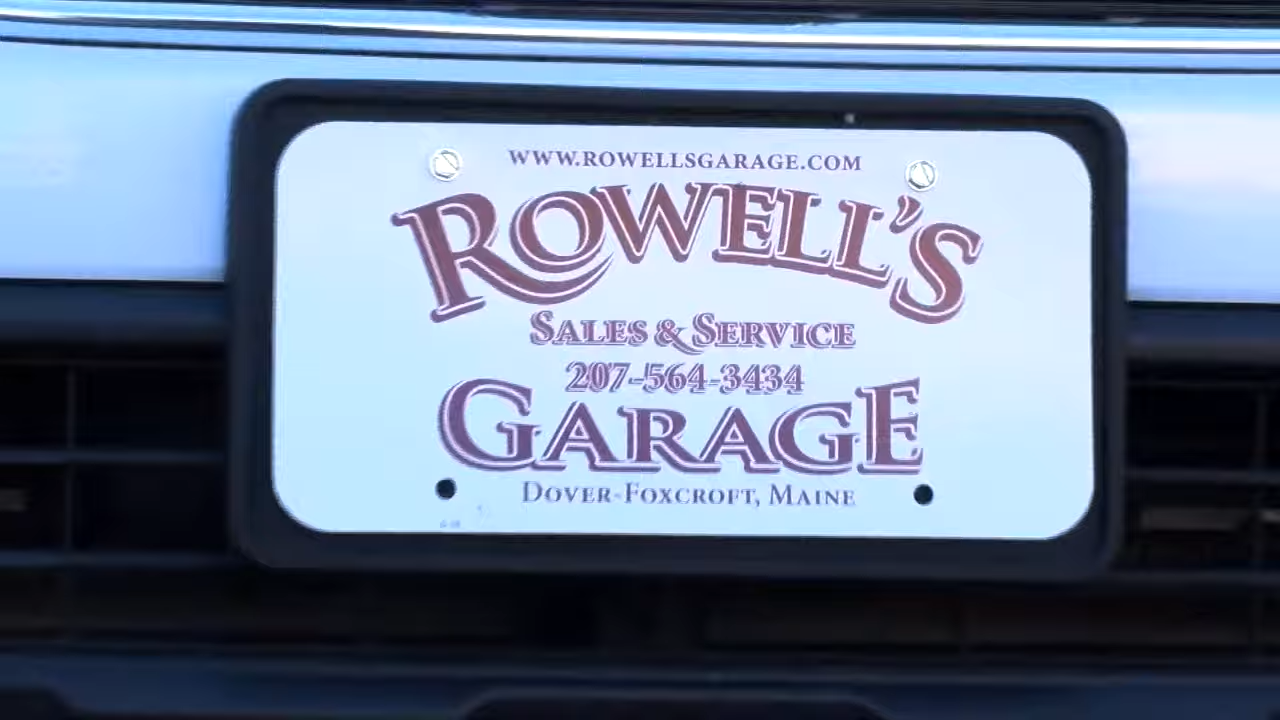 WWW.ROWELLSGARAGE.COM
ROWELL'S
SALES & SERVICE
207-564-3434
GARAGE
DOVER-FOXCROFT, MAINE